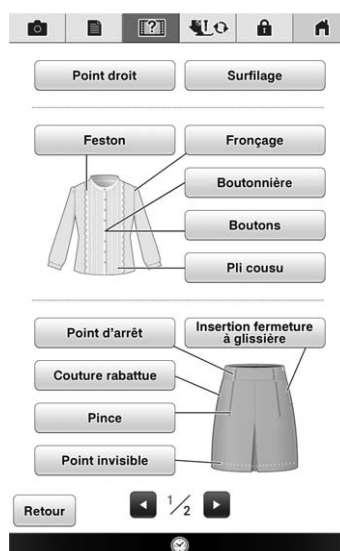 Point droit
Surfilage
Feston
Fronçage
Boutonnière
Boutons
Pli cousu
Point d'arrêt
Insertion fermeture
à glissière
Couture rabattue
Pince
Point invisible
Retour
1/2